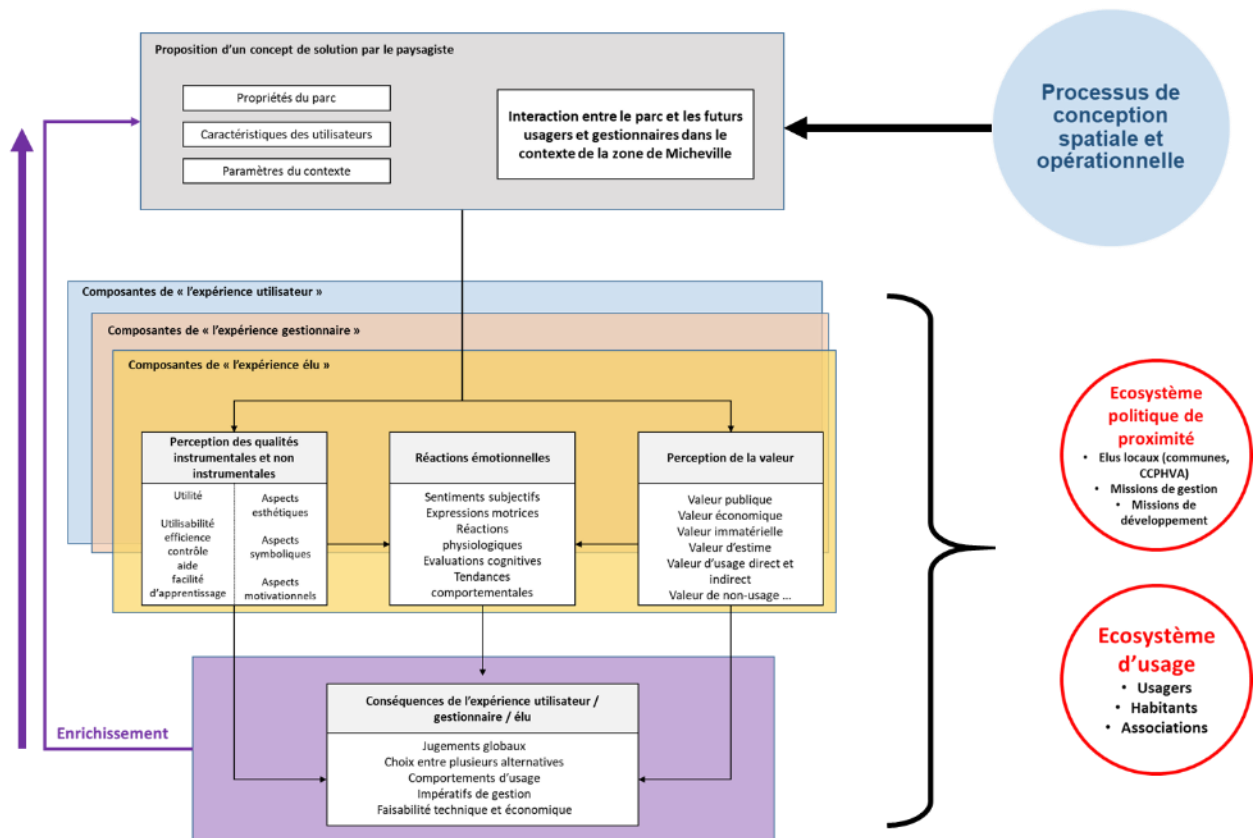 Proposition d'un concept de solution par le paysagiste
Propriétés du parc
Caractéristiques des utilisateurs
Paramètres du contexte
Interaction entre le parc et les futurs
usagers et gestionnaires dans le
contexte de la zone de Micheville
Processus de
conception
spatiale et
opérationnelle
Composantes de « l'expérience utilisateur »
Composantes de « l'expérience gestionnaire »
Composantes de « l'expérience élu »
Perception des qualités
instrumentales et non
instrumentales
Utilité
Utilisabilité
efficience
contrôle
aide
facilité
d'apprentissage
Aspects
esthétiques
Aspects
symboliques
Aspects
motivationnels
Réactions émotionnelles
Sentiments subjectifs
Expressions motrices
Réactions
physiologiques
Evaluations cognitives
Tendances
comportementales
Perception de la valeur
Valeur publique
Valeur économique
Valeur immatérielle
Valeur d'estime
Valeur d'usage direct et
indirect
Valeur de non-usage ...
Ecosystème
politique de
proximité
• Elus locaux (communes,
CCPHVA)
• Missions de gestion
• Missions de
développement
Ecosystème
d'usage
• Usagers
• Habitants
• Associations
Enrichissement
Conséquences de l'expérience utilisateur /
gestionnaire / élu
Jugements globaux
Choix entre plusieurs alternatives
Comportements d'usage
Impératifs de gestion
Faisabilité technique et économique